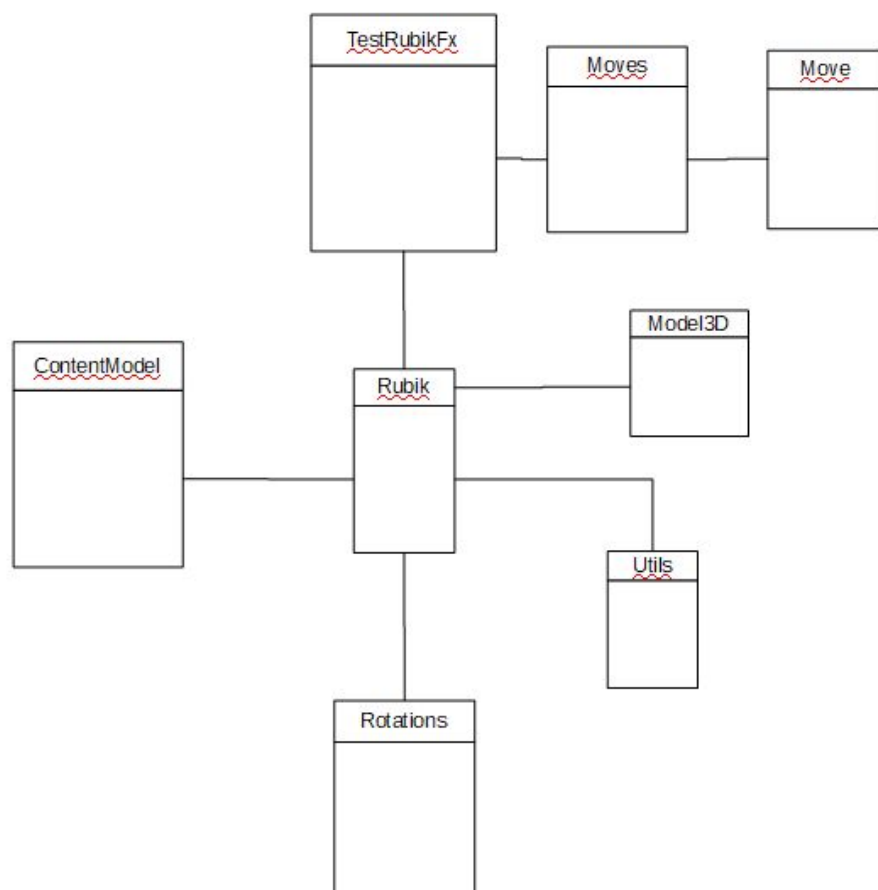 TestRubikFx
Moves
Move
Model3D
ContentModel
Rubik
Utils
Rotations